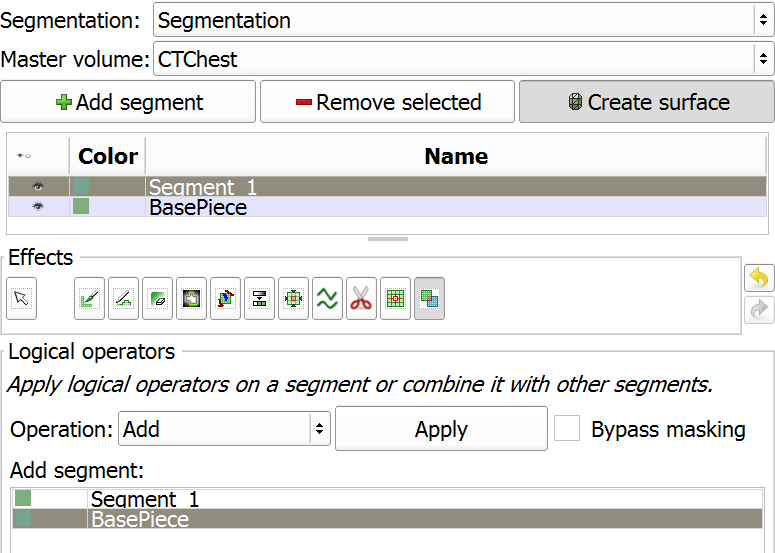 Segmentation: Segmentation
Master volume: CTChest
Add segment Remove selected Create surface
Color Name
Segment_1
BasePiece
Effects
Logical operators
Apply logical operators on a segment or combine it with other segments.
Operation: Add Apply Bypass masking
Add segment:
Segment_1
BasePiece